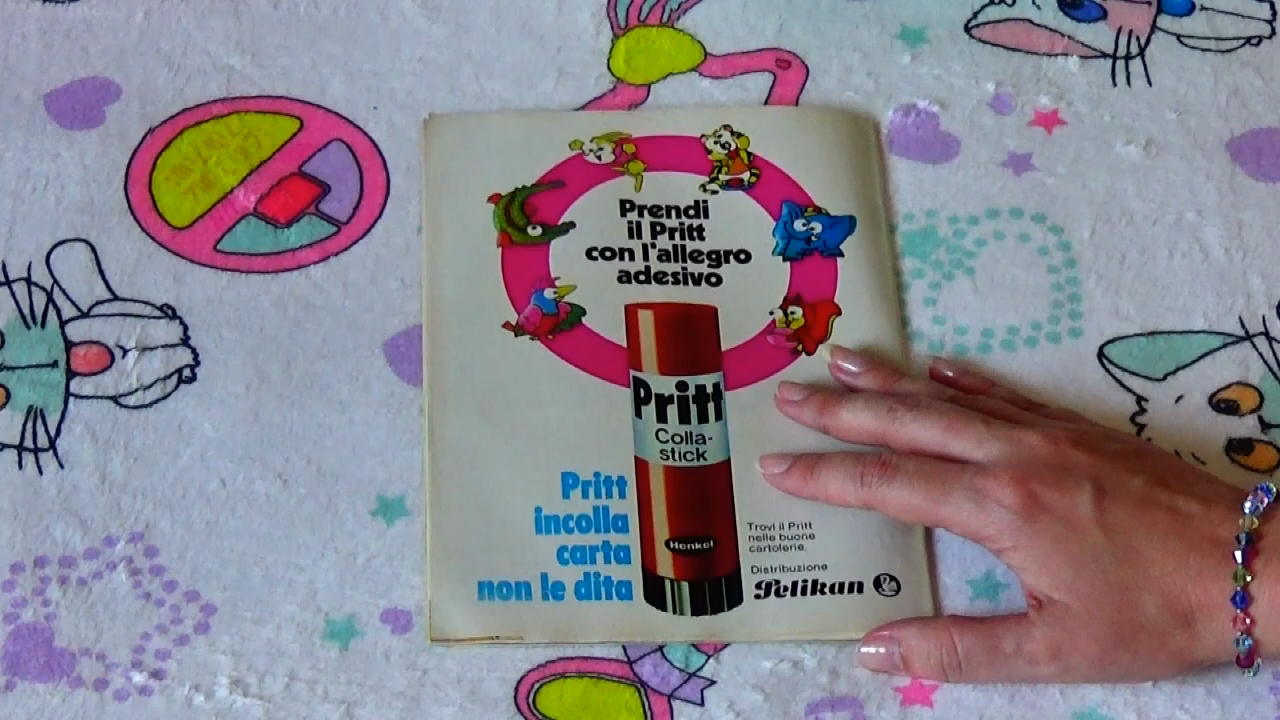 Prendi
il Pritt
con l'allegro
adesivo
Pritt
Colla-
stick
Henkel
Pritt
incolla
carta
non le dita
Trovi il Pritt
nelle buone
cartolerie.
Distribuzione
Pelikan